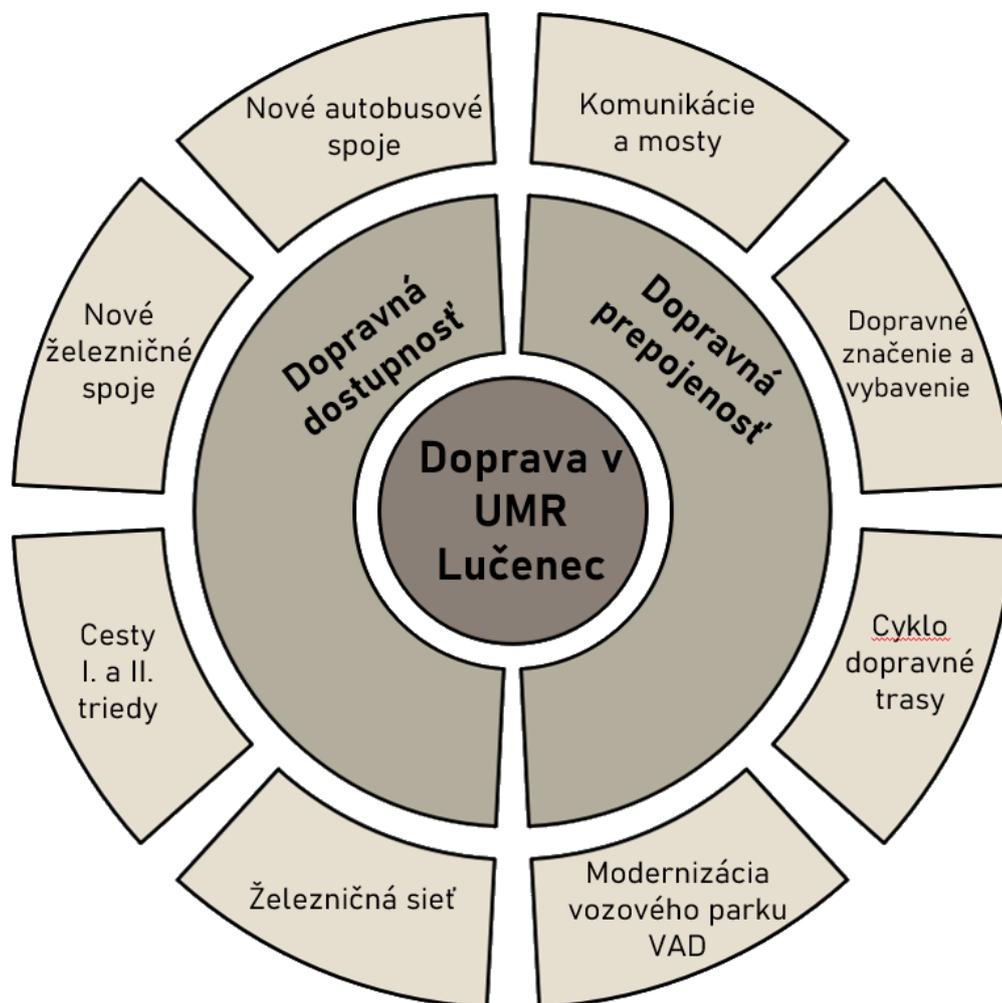 Nové autobusové
spoje
Komunikácie
a mosty
Nové
železničné
spoje
Dopravná
dostupnosť
Dopravná
prepojenosť
Dopravné
značenie a
vybavenie
Doprava v
UMR
Lučenec
Cesty
I. a II.
triedy
Cyklo
dopravné
trasy
Železničná sieť
Modernizácia
vozového parku
VAD